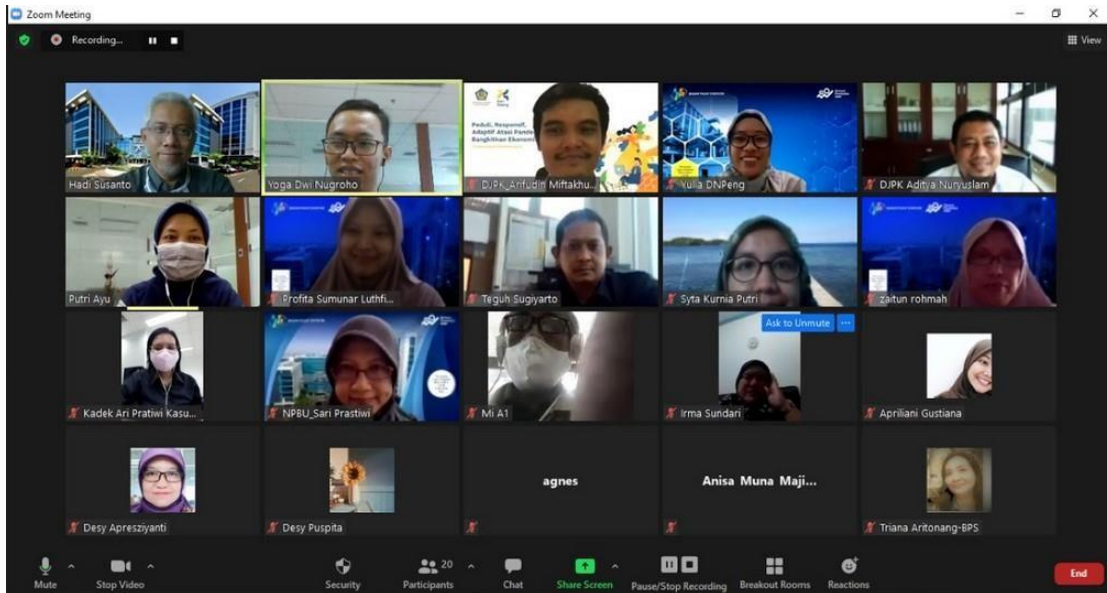 Zoom Meeting
Recording...
View
Hadi Susanto
Yoga Dwi Nugroho
Peduli, Responsif,
Adaptif Atasi Pande
Bangkitkan Ekonomi
DJPK_Arifudin Miftakhu...
BADAN PUSAT STATISTIK
Yulia DNPeng
DJPK Aditya Nuryuslam
Putri Ayu
Profita Sumunar Luthfi...
Teguh Sugiyarto
Syta Kurnia Putri
zaitun rohmah
Kadek Ari Pratiwi Kasu...
NPBU_Sari Prastiwi
Mi A1
Ask to Unmute ...
Irma Sundari
Apriliani Gustiana
Desy Apresziyanti
Desy Puspita
agnes
Anisa Muna Maji...
Triana Aritonang-BPS
Mute
Stop Video
Security
20
Participants
Chat
Share Screen
Pause/Stop Recording
Breakout Rooms
Reactions
End